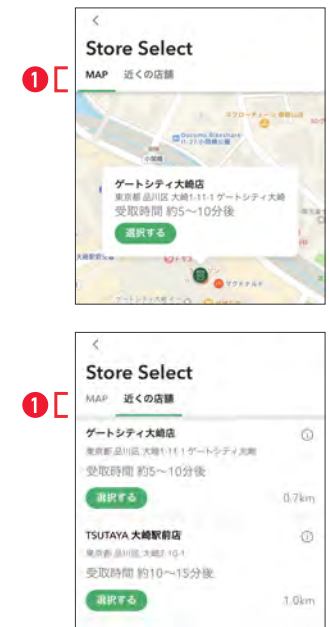 Store Select
❶
MAP 近くの店舗
小関橋
ゲートシティ大崎店
東京都 品川区 大崎1-11-1 ゲートシティ大崎
受取時間 約5〜10分後
選択する
マクドナルド
Store Select
❶
MAP 近くの店舗
ゲートシティ大崎店
東京都 品川区 大崎1-11-1 ゲートシティ大崎
受取時間 約5〜10分後
選択する
0.7km
TSUTAYA 大崎駅前店
東京都 品川区 大崎2-10-1
受取時間 約10〜15分後
選択する
1.0km